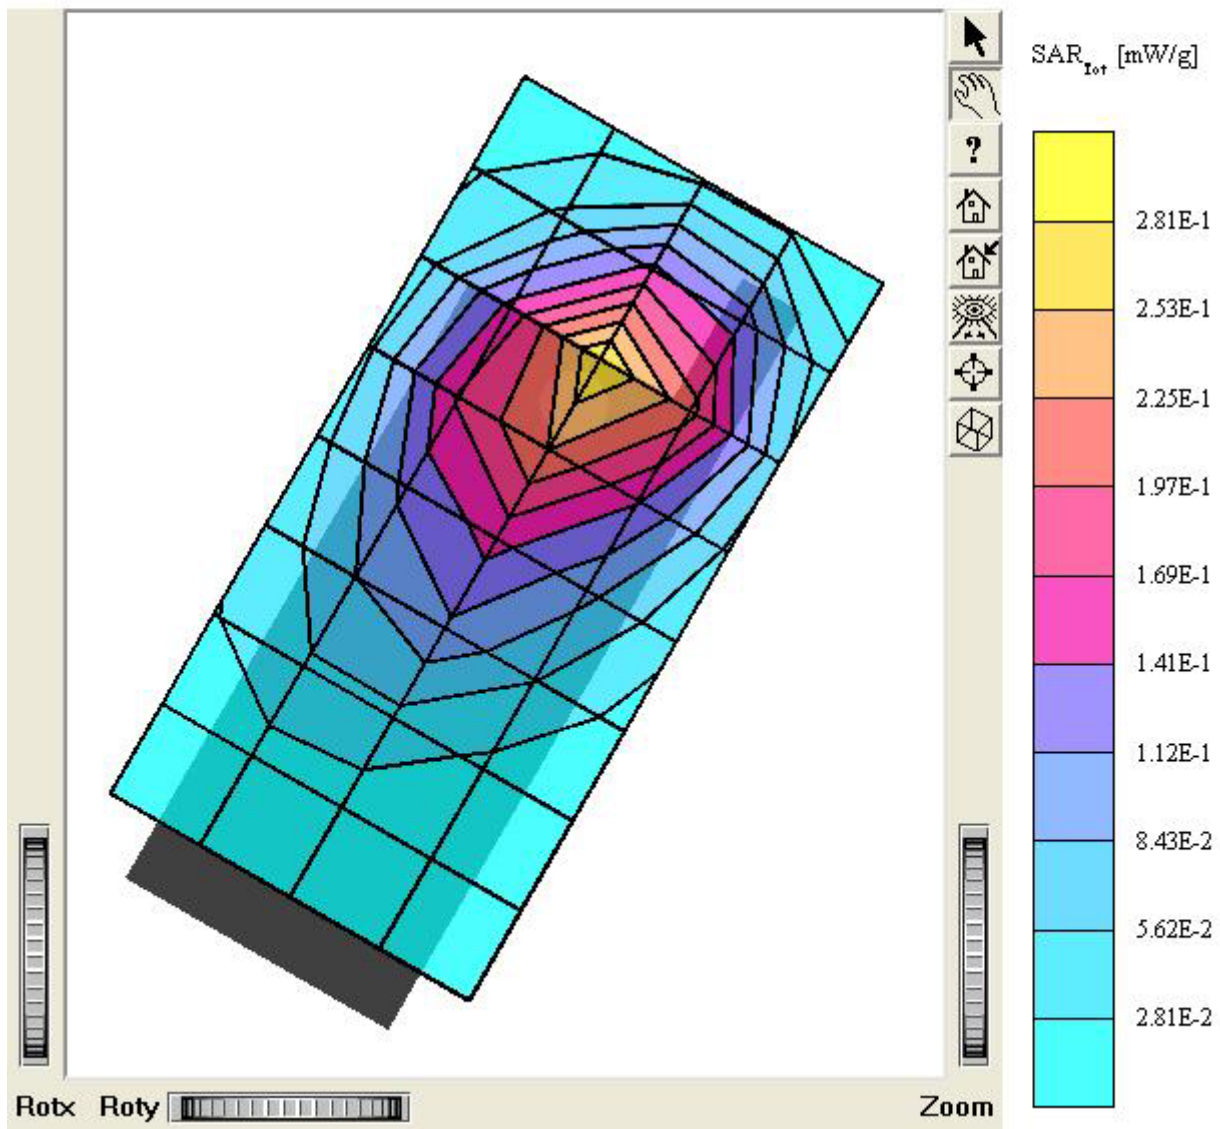 SAR_Tot [mW/g]
?
2.81E-1
2.53E-1
2.25E-1
1.97E-1
1.69E-1
1.41E-1
1.12E-1
8.43E-2
5.62E-2
2.81E-2
Rotx Roty Zoom